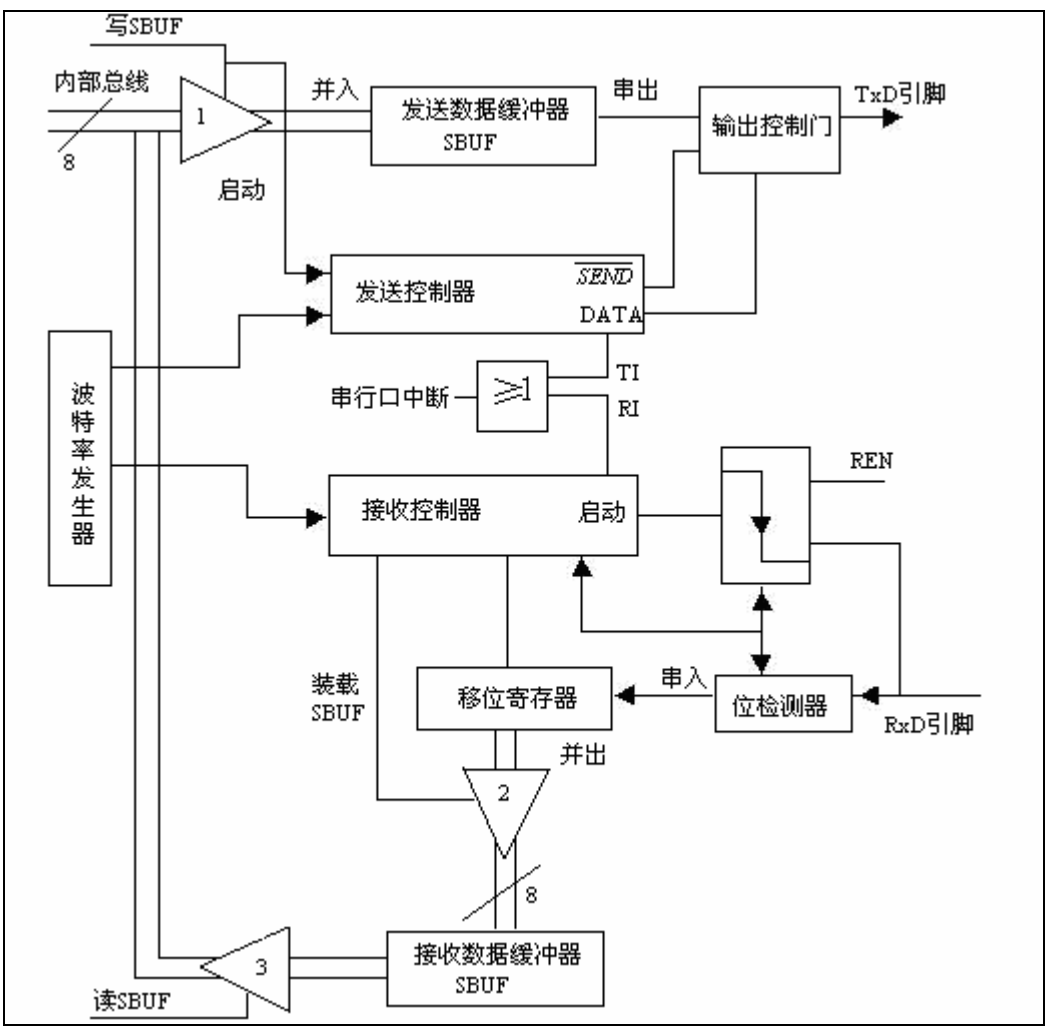 写SBUF
内部总线
8
1
并入
发送数据缓冲器
SBUF
串出
输出控制门
TxD引脚
启动
发送控制器
SEND
DATA
波特率发生器
串行口中断
≥1
TI
RI
接收控制器
启动
REN
装载
SBUF
移位寄存器
串入
位检测器
RxD引脚
并出
2
8
接收数据缓冲器
SBUF
3
读SBUF